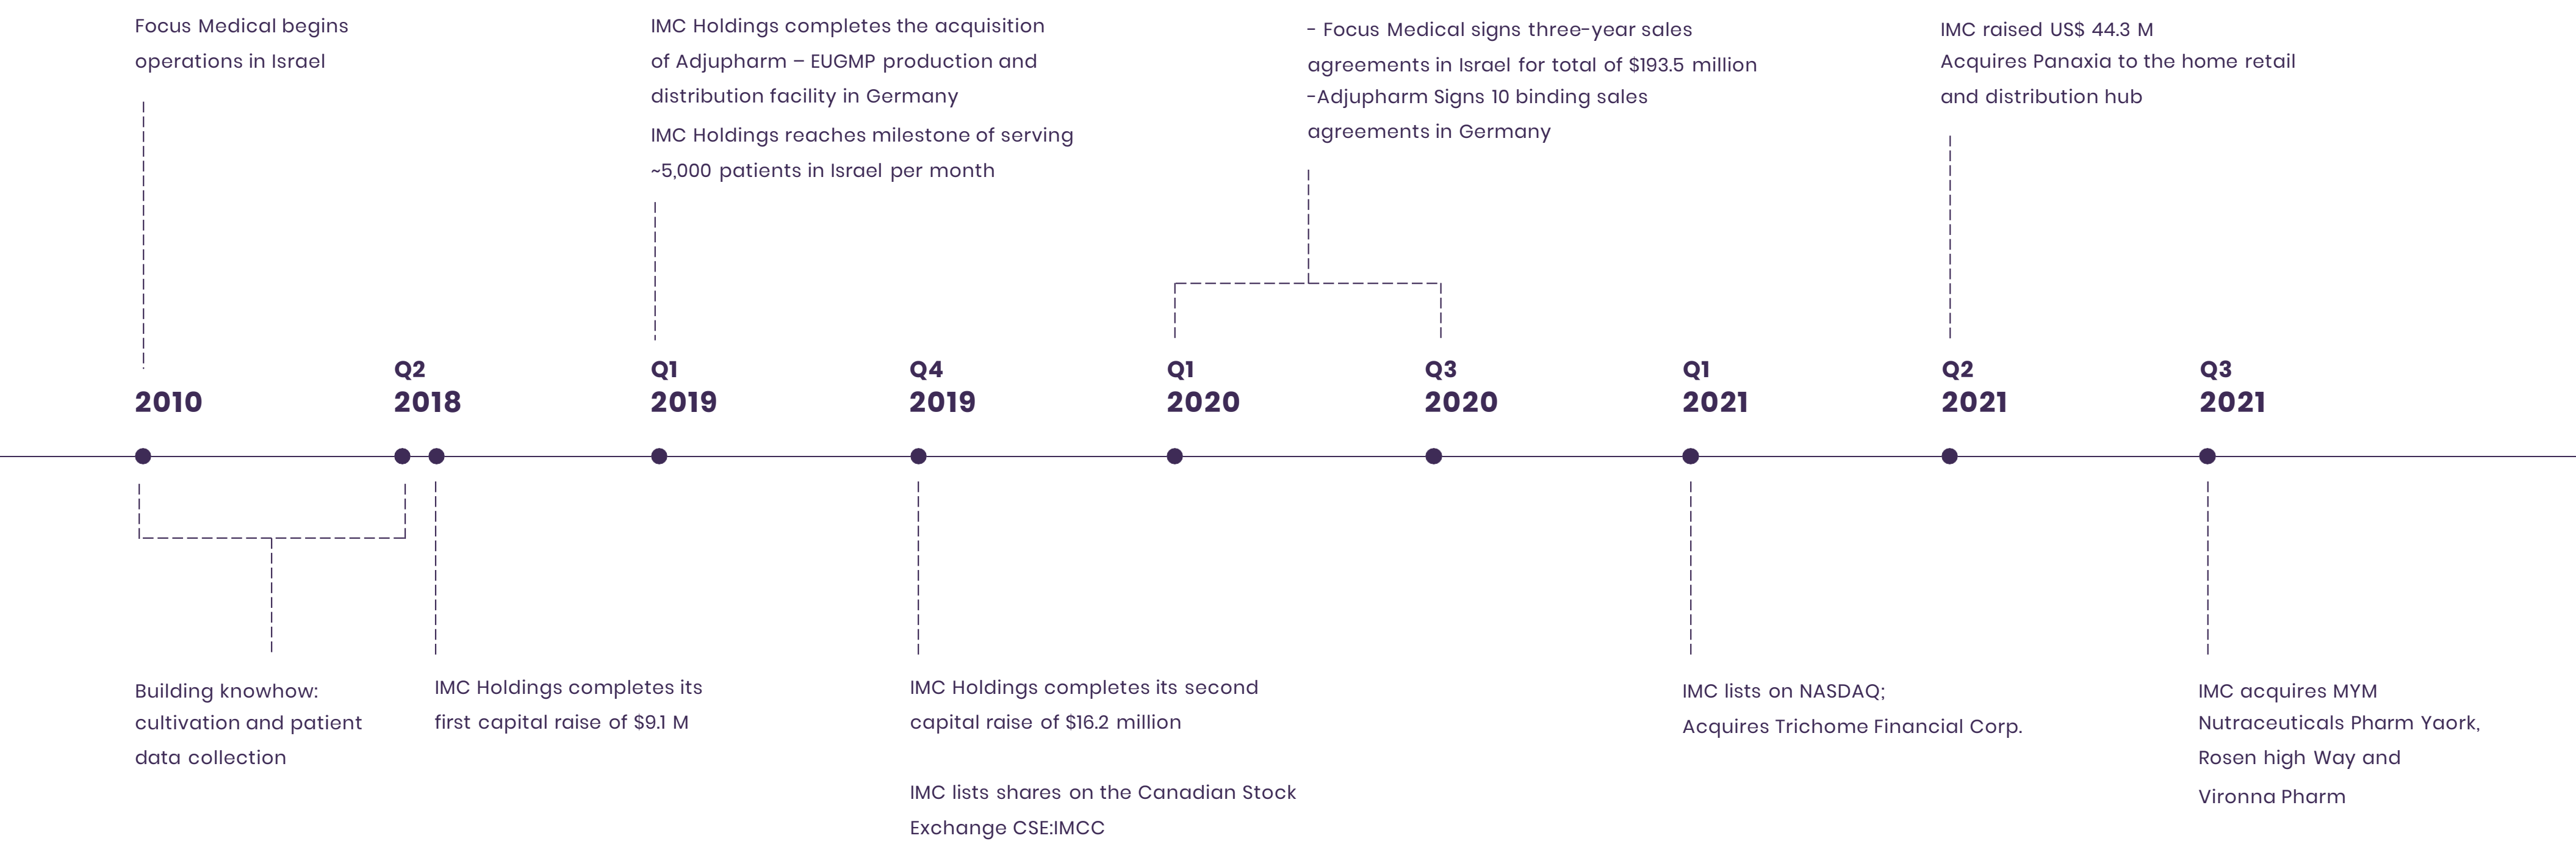 Focus Medical begins
operations in Israel
IMC Holdings completes the acquisition
of Adjupharm – EUGMP production and
distribution facility in Germany
IMC Holdings reaches milestone of serving
~5,000 patients in Israel per month
- Focus Medical signs three-year sales
agreements in Israel for total of $193.5 million
-Adjupharm Signs 10 binding sales
agreements in Germany
IMC raised US$ 44.3 M
Acquires Panaxia to the home retail
and distribution hub
2010
Q2
2018
Q1
2019
Q4
2019
Q1
2020
Q3
2020
Q1
2021
Q2
2021
Q3
2021
Building knowhow:
cultivation and patient
data collection
IMC Holdings completes its
first capital raise of $9.1 M
IMC Holdings completes its second
capital raise of $16.2 million
IMC lists shares on the Canadian Stock
Exchange CSE:IMCC
IMC lists on NASDAQ;
Acquires Trichome Financial Corp.
IMC acquires MYM
Nutraceuticals Pharm Yaork,
Rosen high Way and
Vironna Pharm